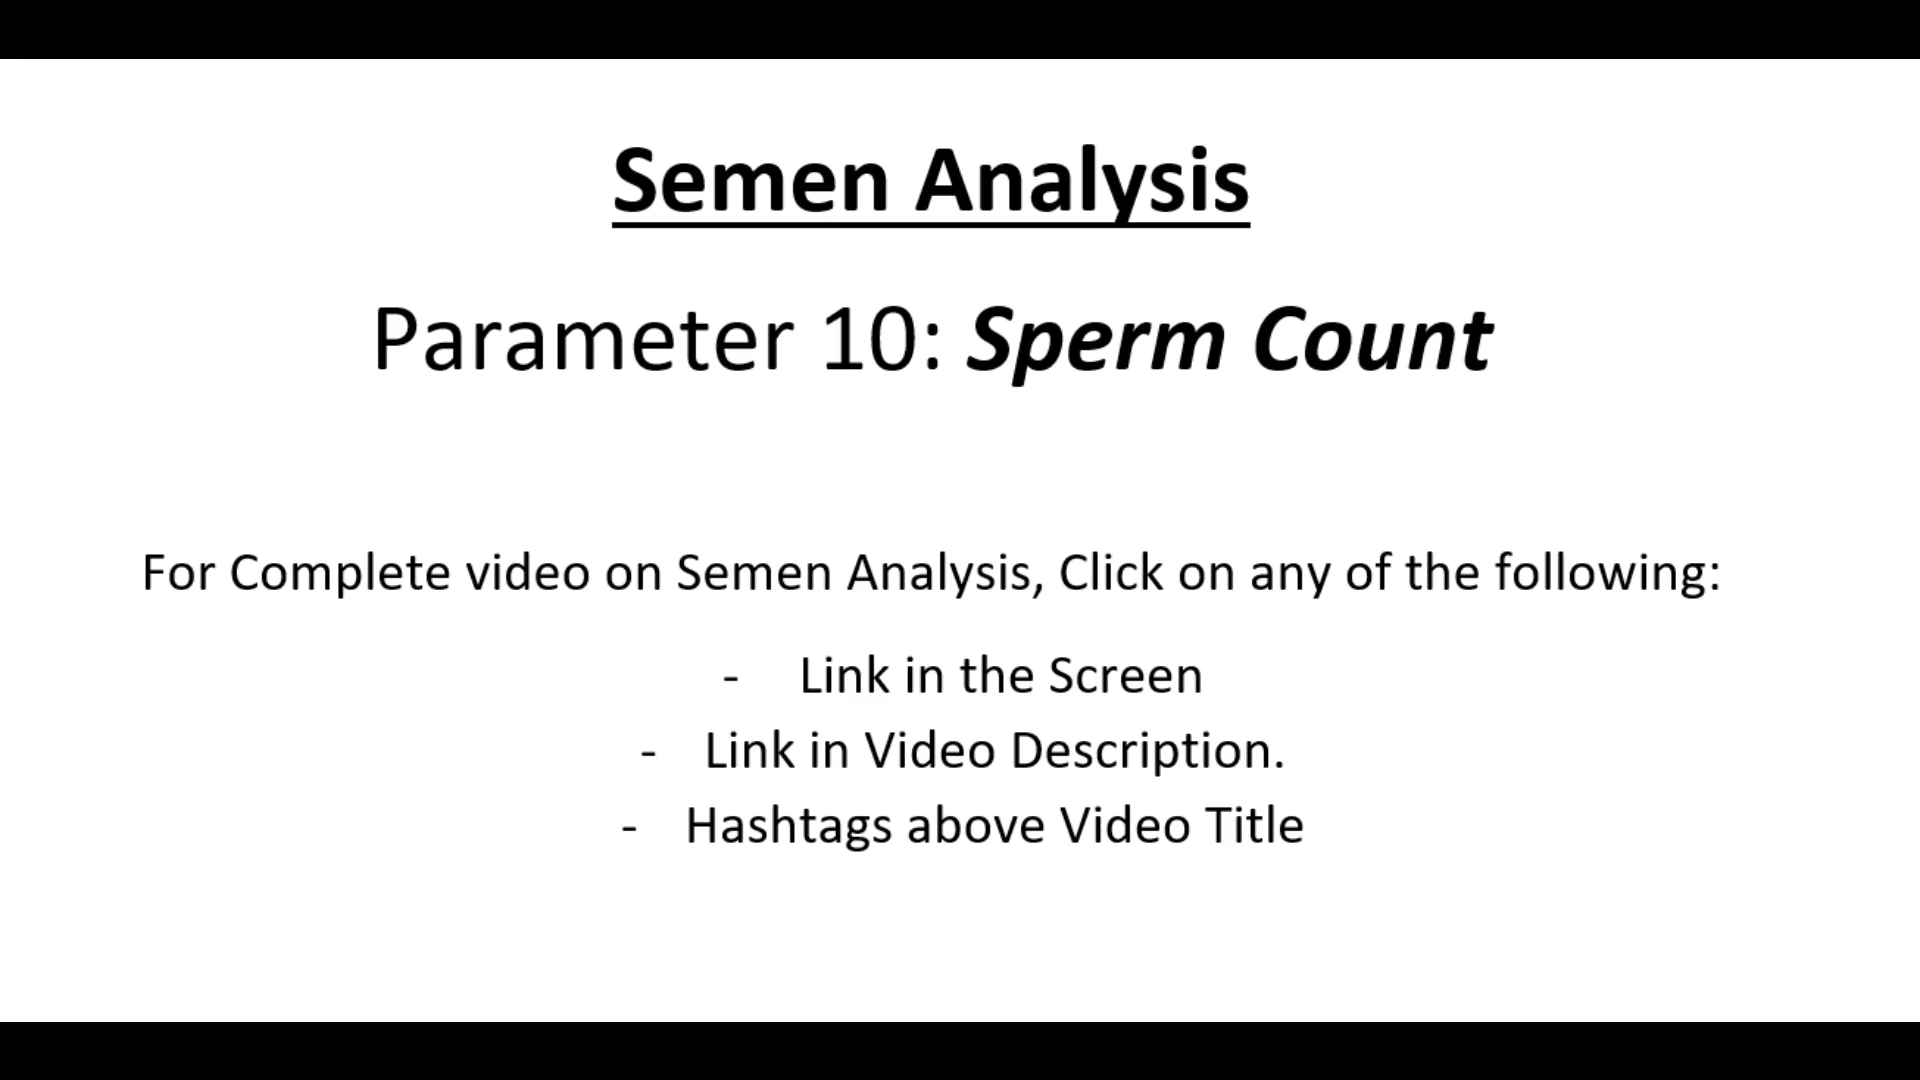 Semen Analysis
Parameter 10: Sperm Count
For Complete video on Semen Analysis, Click on any of the following:
- Link in the Screen
- Link in Video Description.
- Hashtags above Video Title